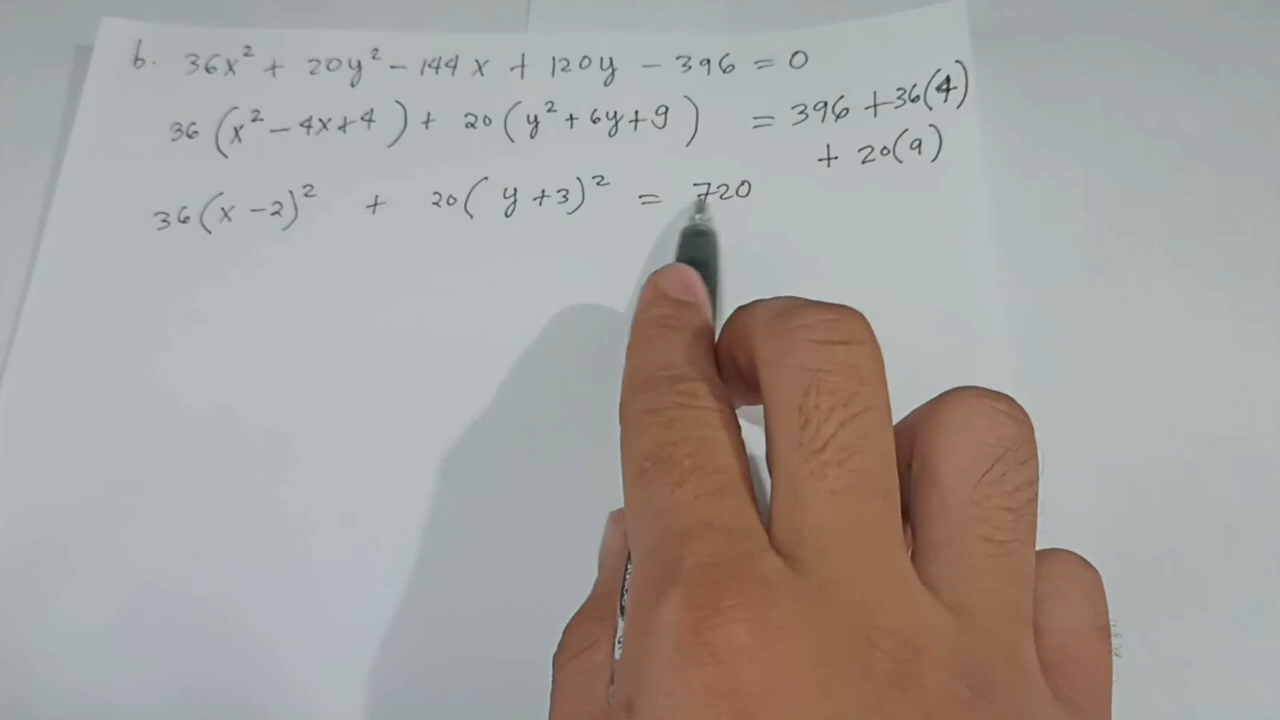 6. 36x² + 20y² - 144x + 120y - 396 = 0
36(x² - 4x + 4) + 20(y² + 6y + 9) = 396 + 36(4)
+ 20(9)
36(x - 2)² + 20(y + 3)² = 720